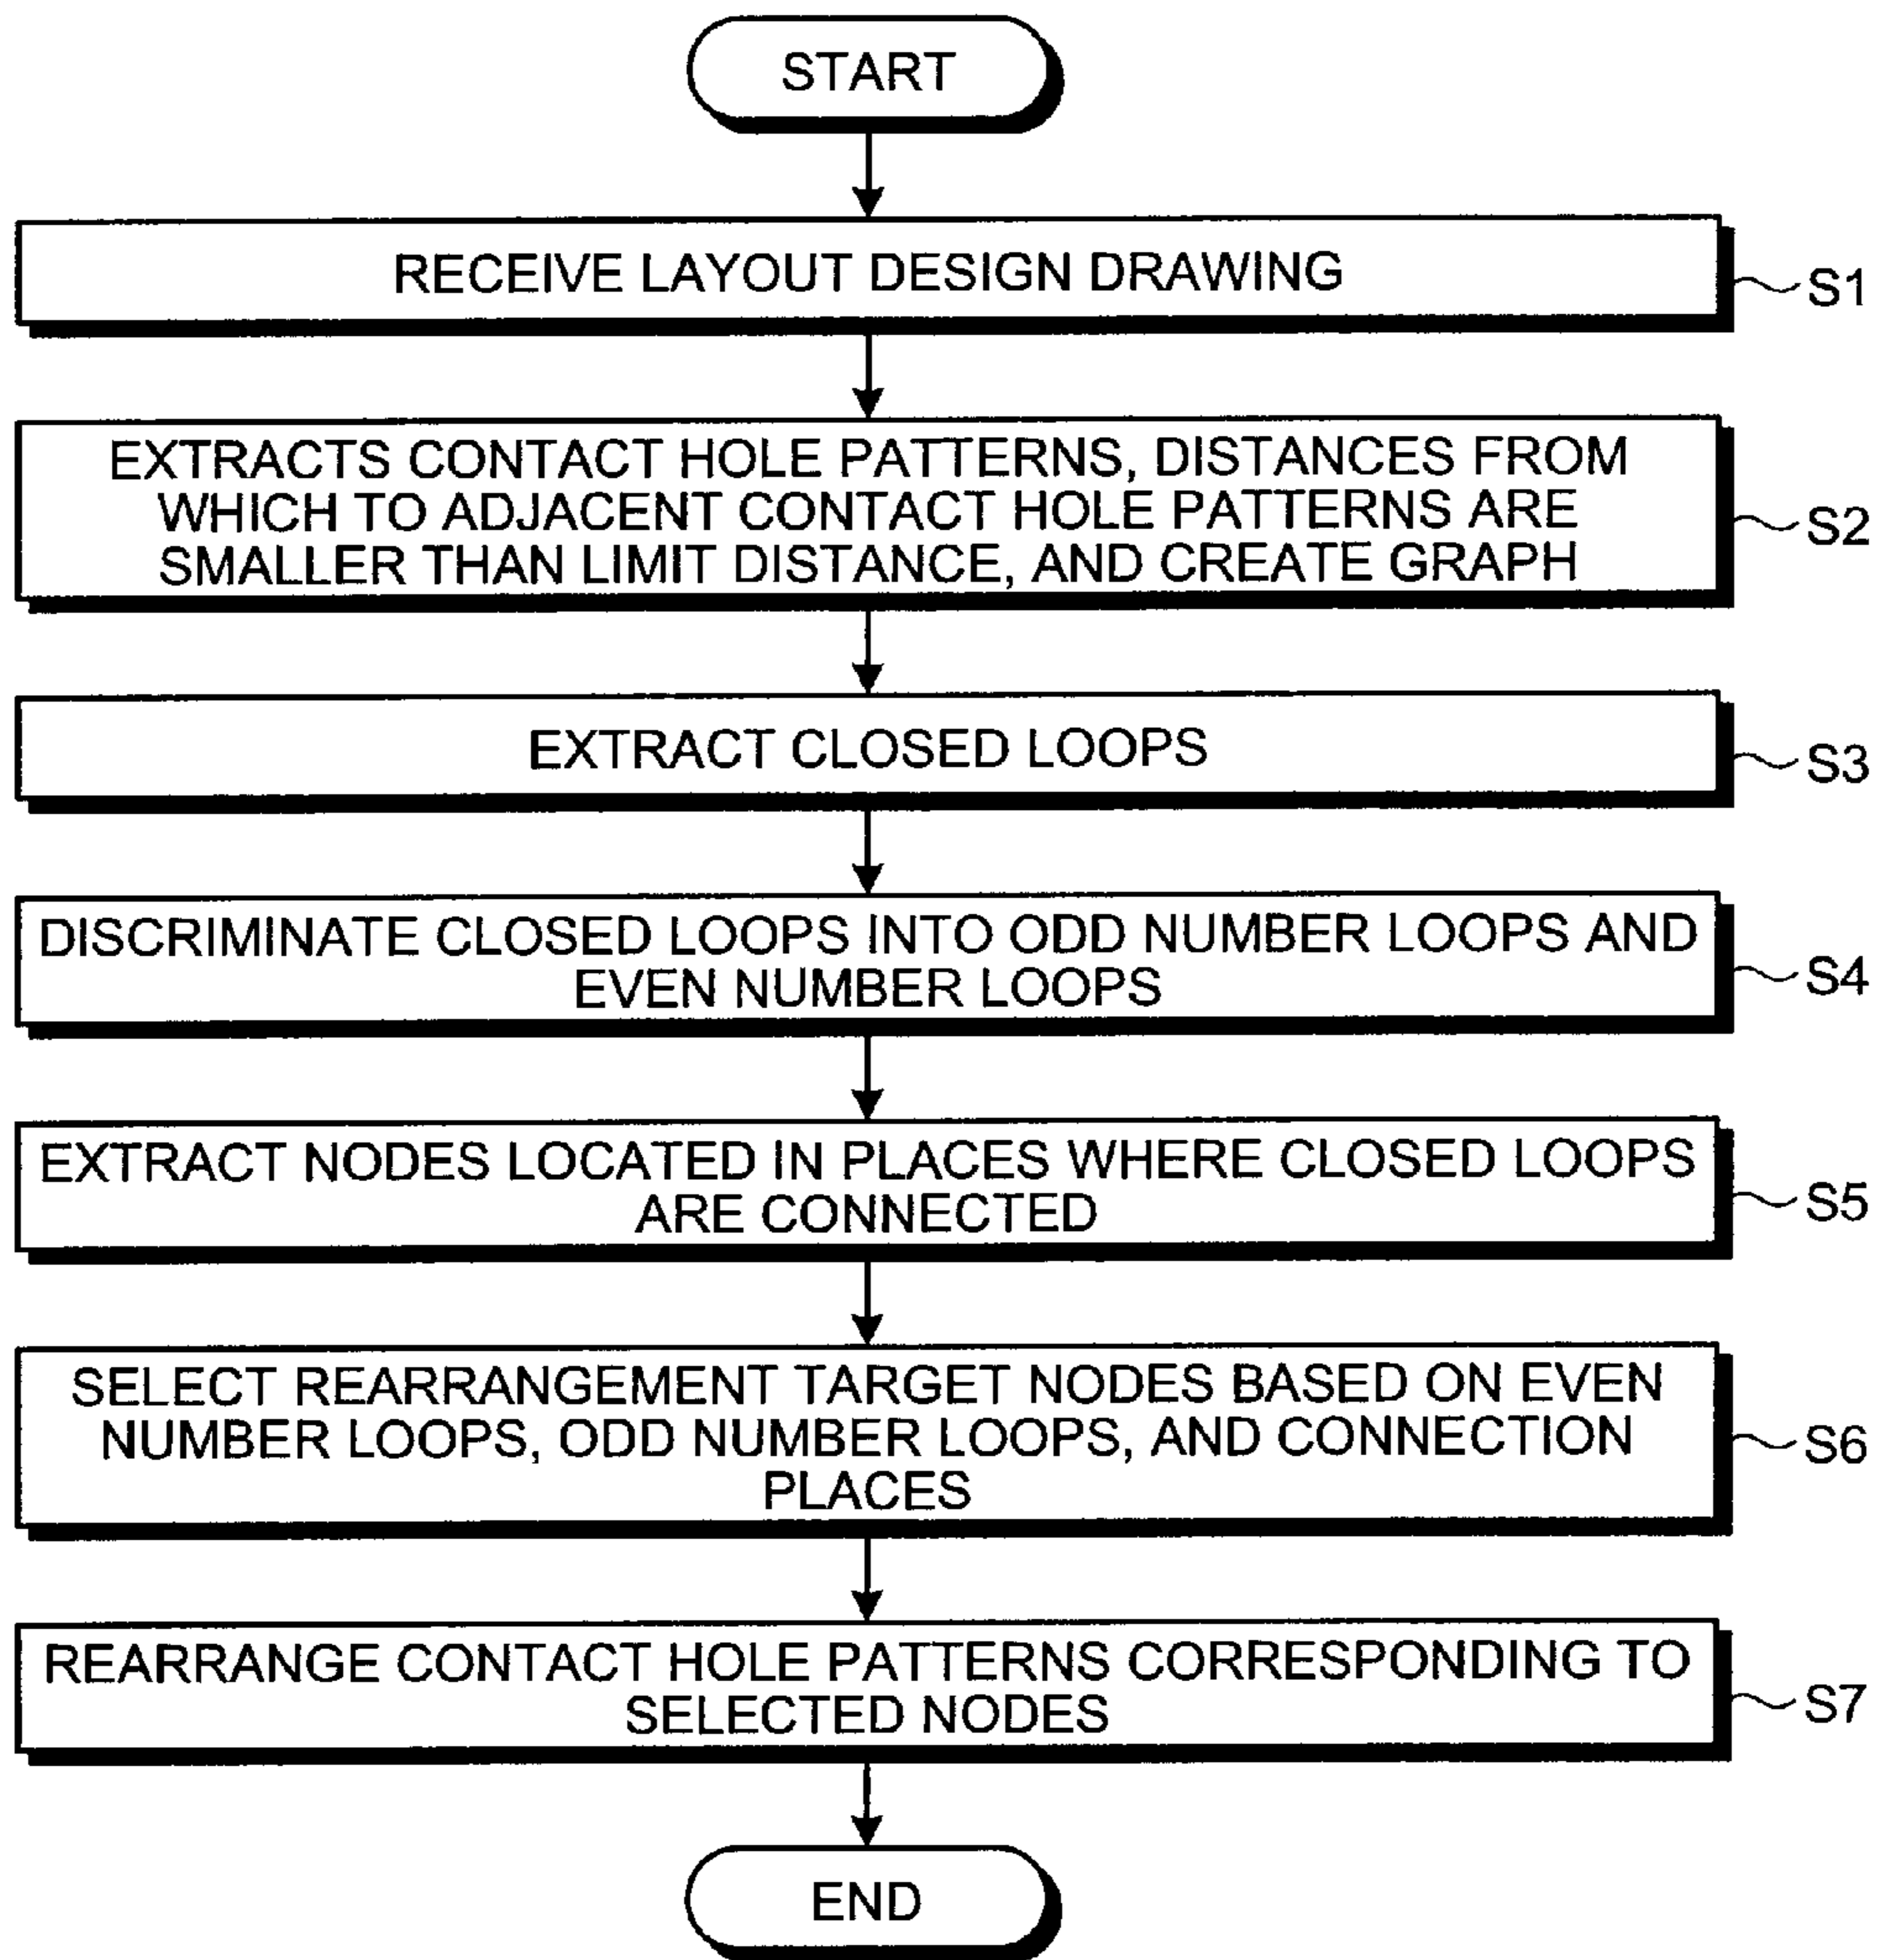 START
RECEIVE LAYOUT DESIGN DRAWING
S1
EXTRACTS CONTACT HOLE PATTERNS, DISTANCES FROM
WHICH TO ADJACENT CONTACT HOLE PATTERNS ARE
SMALLER THAN LIMIT DISTANCE, AND CREATE GRAPH
S2
EXTRACT CLOSED LOOPS
S3
DISCRIMINATE CLOSED LOOPS INTO ODD NUMBER LOOPS AND
EVEN NUMBER LOOPS
S4
EXTRACT NODES LOCATED IN PLACES WHERE CLOSED LOOPS
ARE CONNECTED
S5
SELECT REARRANGEMENT TARGET NODES BASED ON EVEN
NUMBER LOOPS, ODD NUMBER LOOPS, AND CONNECTION
PLACES
S6
REARRANGE CONTACT HOLE PATTERNS CORRESPONDING TO
SELECTED NODES
S7
END